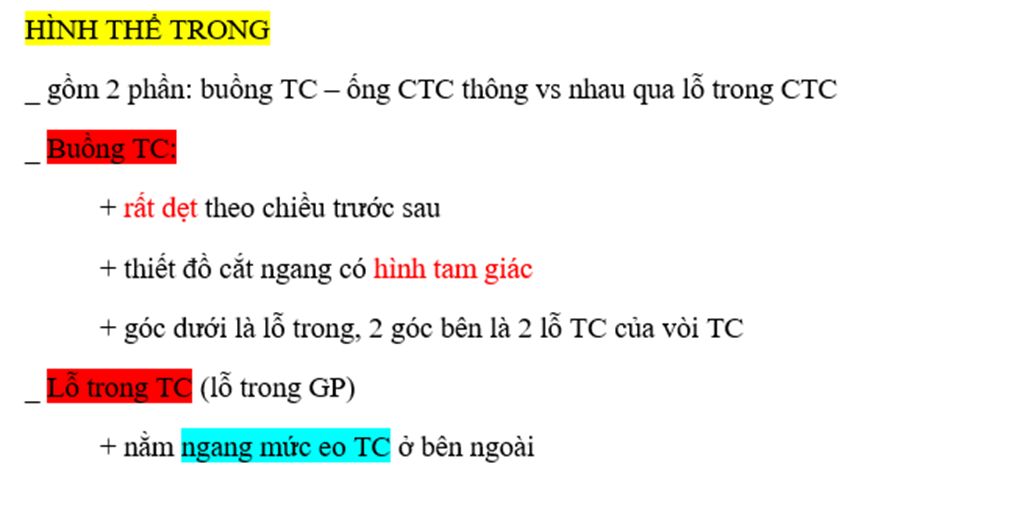 HÌNH THỂ TRONG
_ gồm 2 phần: buồng TC – ống CTC thông vs nhau qua lỗ trong CTC
_ Buồng TC:
+ rất dẹt theo chiều trước sau
+ thiết đồ cắt ngang có hình tam giác
+ góc dưới là lỗ trong, 2 góc bên là 2 lỗ TC của vòi TC
_ Lỗ trong TC (lỗ trong GP)
+ nằm ngang mức eo TC ở bên ngoài